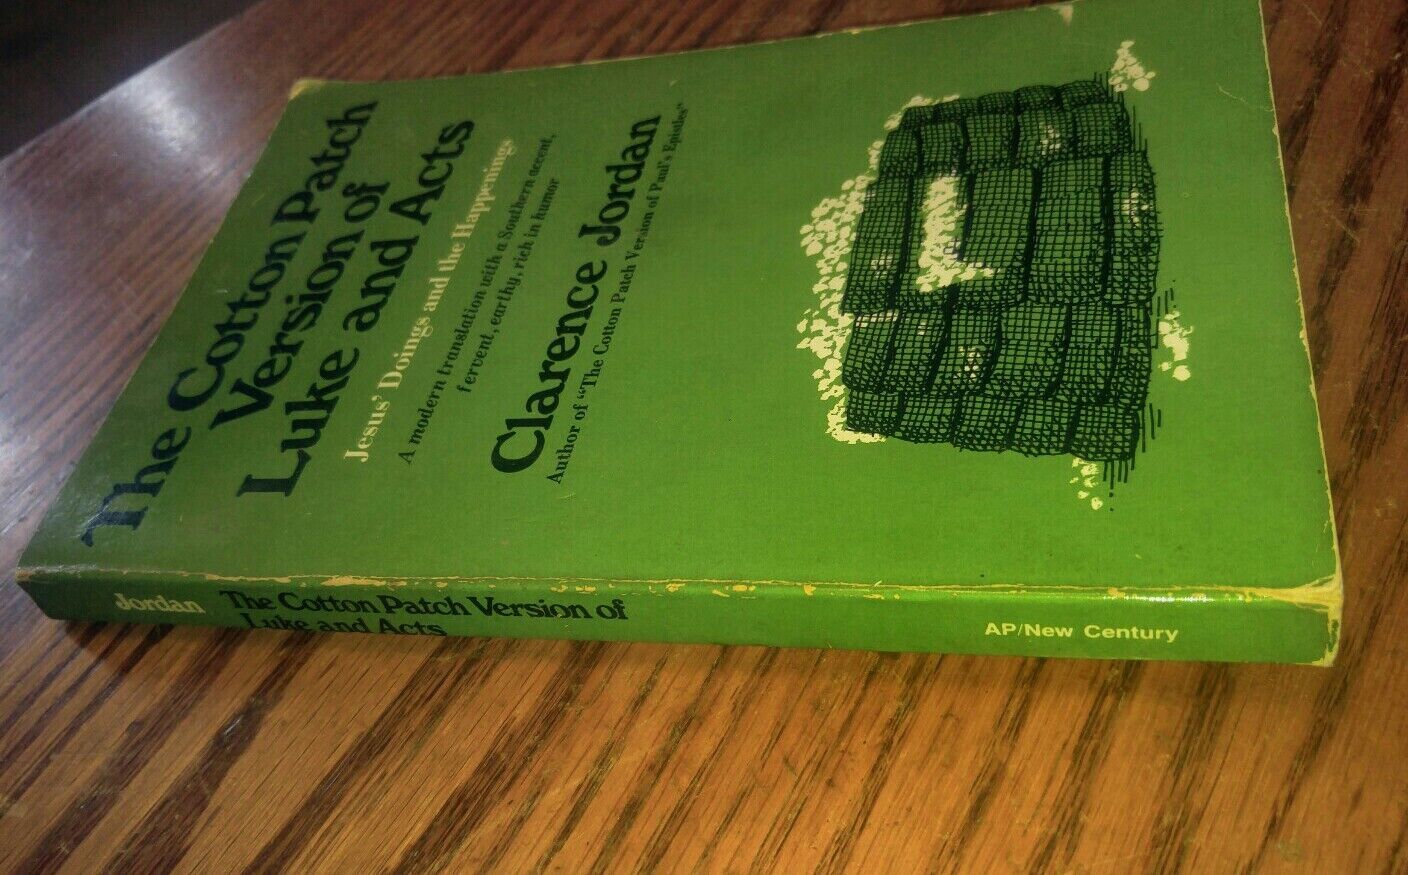 The Cotton Patch
Version of
Luke and Acts
Jesus' Doings and the Happenings
A modern translation with a Southern accent,
fervent, earthy, rich in humor
Clarence Jordan
Author of "The Cotton Patch Version of Paul's Epistles"
Jordan
The Cotton Patch Version of
Luke and Acts
AP/New Century